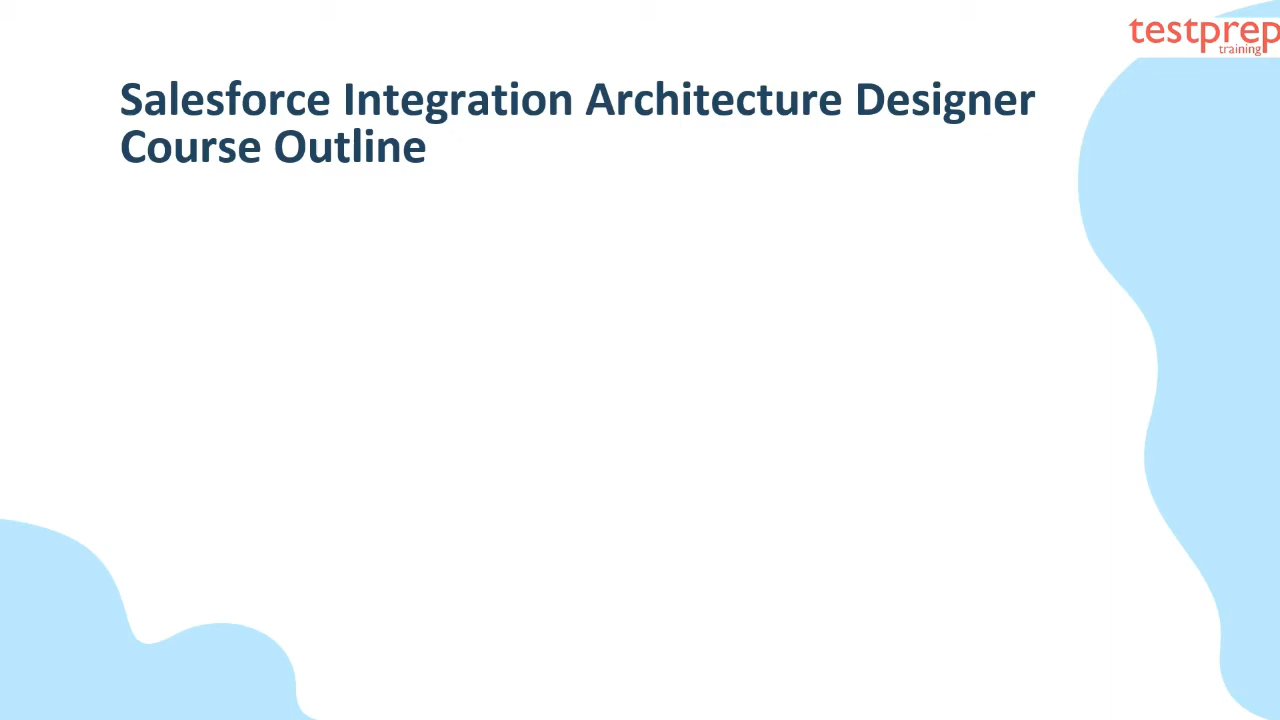 testprep
training
Salesforce Integration Architecture Designer
Course Outline